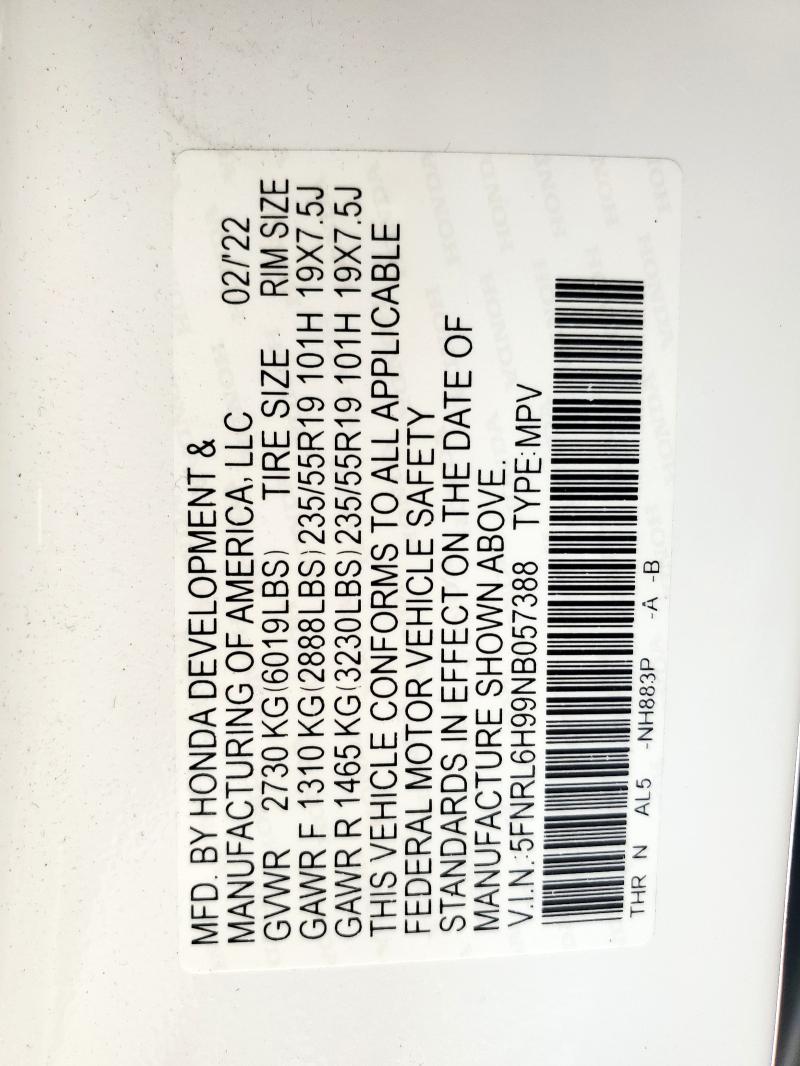 MFD. BY HONDA DEVELOPMENT &
MANUFACTURING OF AMERICA, LLC 02/'22
GVWR 2730 KG(6019LBS) TIRE SIZE RIM SIZE
GAWR F 1310 KG(2888LBS)235/55R19 101H 19X7.5J
GAWR R 1465 KG(3230LBS)235/55R19 101H 19X7.5J
THIS VEHICLE CONFORMS TO ALL APPLICABLE
FEDERAL MOTOR VEHICLE SAFETY
STANDARDS IN EFFECT ON THE DATE OF
MANUFACTURE SHOWN ABOVE.
V.I.N.:5FNRL6H99NB057388 TYPE:MPV
THR N AL5 -NH883P -A -B